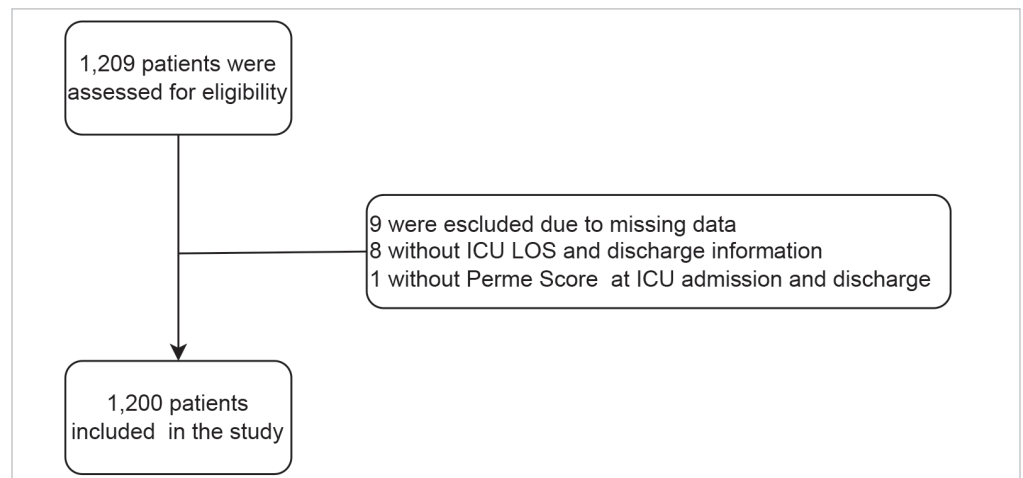 1,209 patients were
assessed for eligibility
9 were escluded due to missing data
8 without ICU LOS and discharge information
1 without Perme Score at ICU admission and discharge
1,200 patients
included in the study